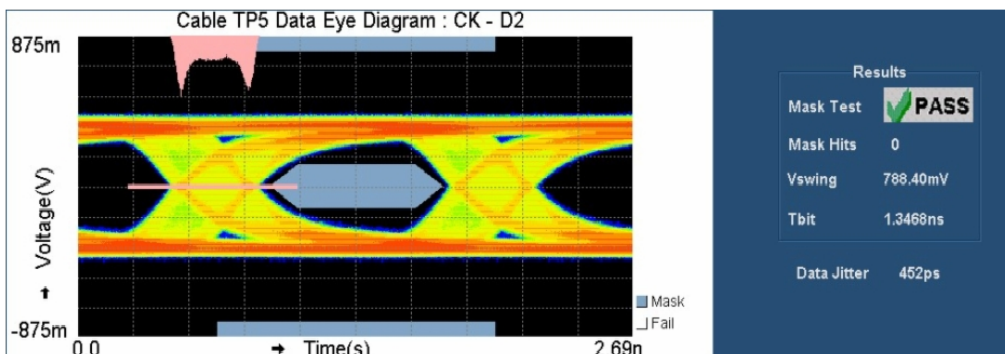 Cable TP5 Data Eye Diagram : CK - D2
875m
Voltage(V)
-875m
0.0
Time(s)
2.69n
Mask
Fail
Results
Mask Test PASS
Mask Hits 0
Vswing 788.40mV
Tbit 1.3468ns
Data Jitter 452ps